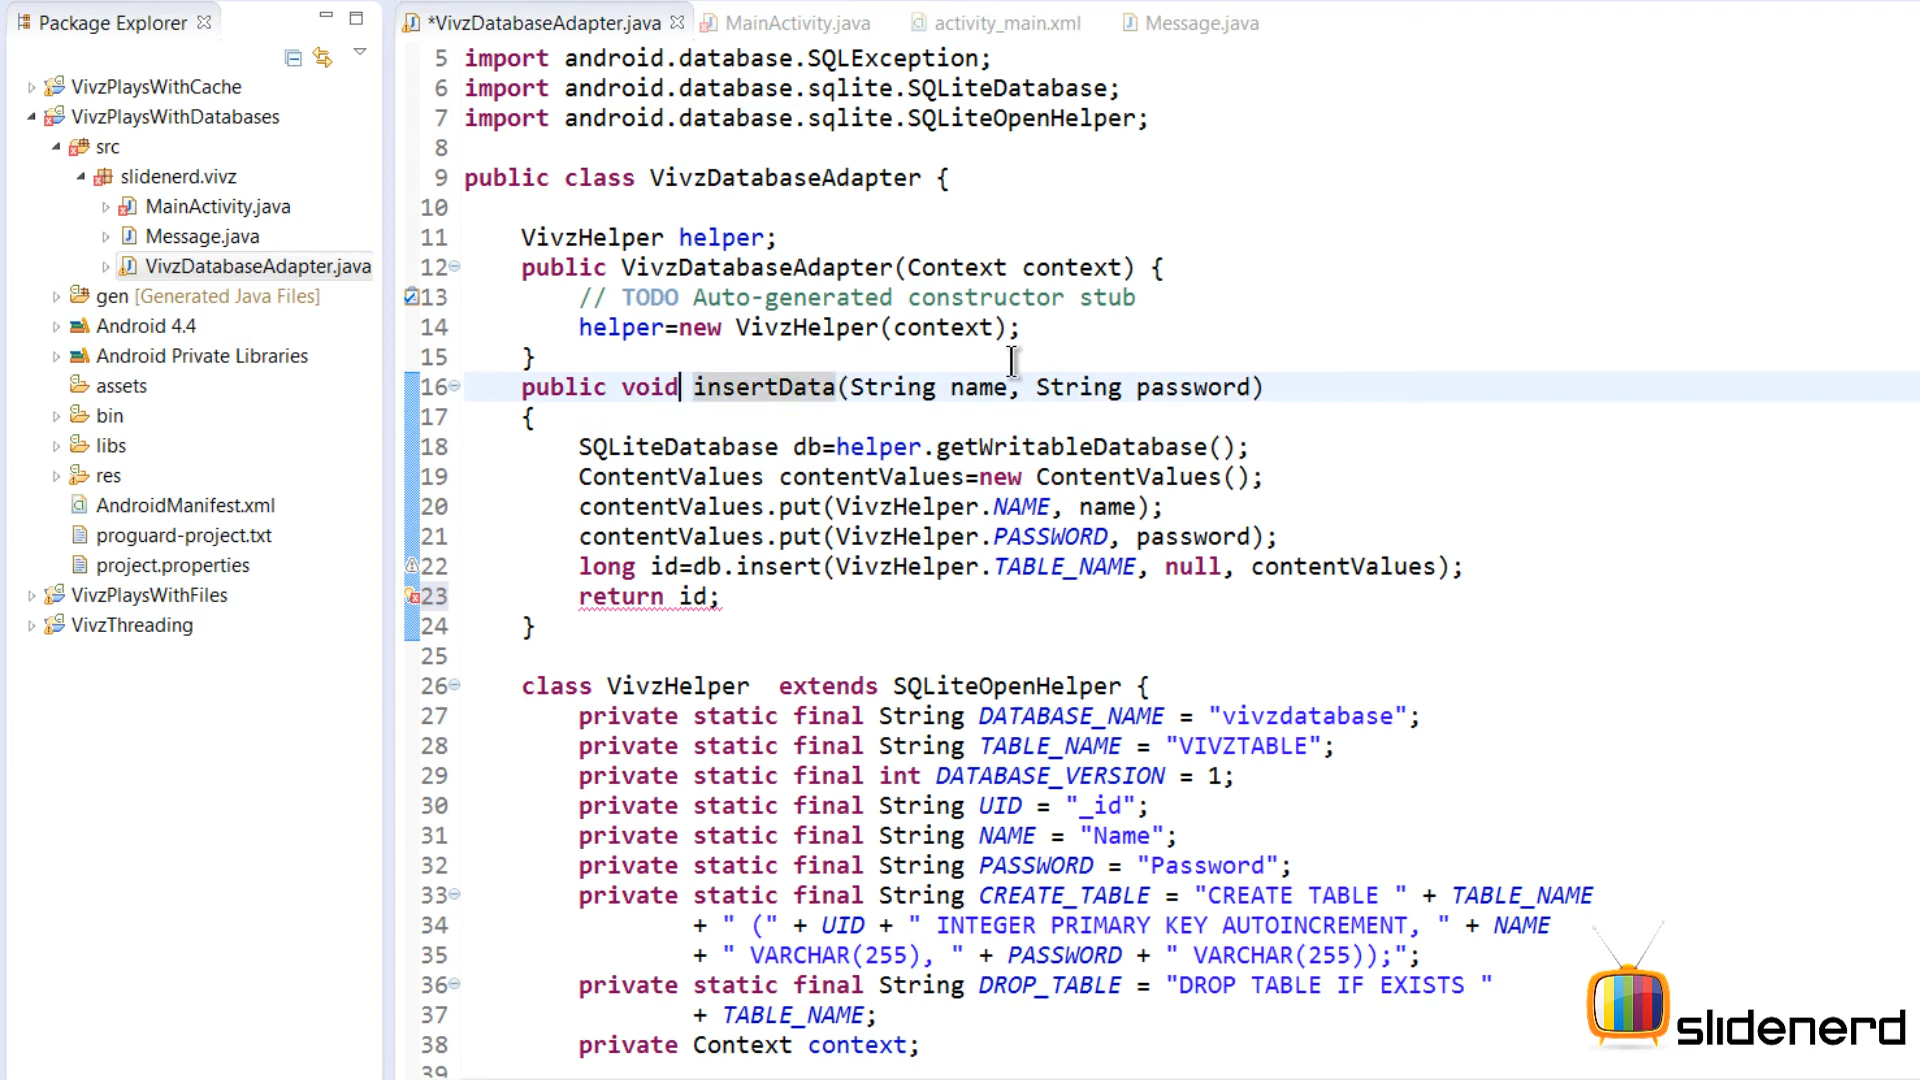 Package Explorer
VivzPlaysWithCache
VivzPlaysWithDatabases
src
slidenerd.vivz
MainActivity.java
Message.java
VivzDatabaseAdapter.java
gen [Generated Java Files]
Android 4.4
Android Private Libraries
assets
bin
libs
res
AndroidManifest.xml
proguard-project.txt
project.properties
VivzPlaysWithFiles
VivzThreading
*VivzDatabaseAdapter.java MainActivity.java activity_main.xml Message.java
5 import android.database.SQLException;
6 import android.database.sqlite.SQLiteDatabase;
7 import android.database.sqlite.SQLiteOpenHelper;
8
9 public class VivzDatabaseAdapter {
10
11 VivzHelper helper;
12 public VivzDatabaseAdapter(Context context) {
13 // TODO Auto-generated constructor stub
14 helper=new VivzHelper(context);
15 }
16 public void insertData(String name, String password)
17 {
18 SQLiteDatabase db=helper.getWritableDatabase();
19 ContentValues contentValues=new ContentValues();
20 contentValues.put(VivzHelper.NAME, name);
21 contentValues.put(VivzHelper.PASSWORD, password);
22 long id=db.insert(VivzHelper.TABLE_NAME, null, contentValues);
23 return id;
24 }
25
26 class VivzHelper  extends SQLiteOpenHelper {
27 private static final String DATABASE_NAME = "vivzdatabase";
28 private static final String TABLE_NAME = "VIVZTABLE";
29 private static final int DATABASE_VERSION = 1;
30 private static final String UID = "_id";
31 private static final String NAME = "Name";
32 private static final String PASSWORD = "Password";
33 private static final String CREATE_TABLE = "CREATE TABLE " + TABLE_NAME
34 + " (" + UID + " INTEGER PRIMARY KEY AUTOINCREMENT, " + NAME
35 + " VARCHAR(255), " + PASSWORD + " VARCHAR(255));";
36 private static final String DROP_TABLE = "DROP TABLE IF EXISTS "
37 + TABLE_NAME;
38 private Context context;
39
slidenerd